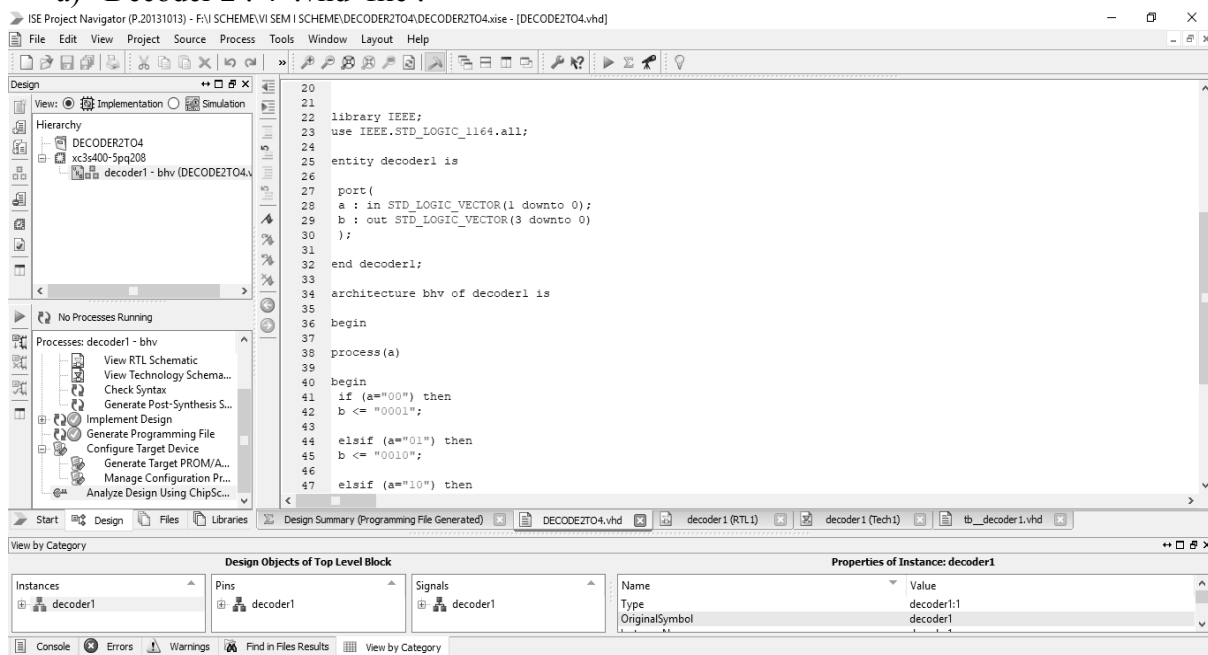 ISE Project Navigator (P.20131013) - F:\I SCHEME\VI SEM I SCHEME\DECODER2TO4\DECODER2TO4.xise - [DECODE2TO4.vhd]
File Edit View Project Source Process Tools Window Layout Help
Design
View: Implementation Simulation
Hierarchy
DECODER2TO4
xc3s400-5pq208
decoder1 - bhv (DECODE2TO4.v
No Processes Running
Processes: decoder1 - bhv
View RTL Schematic
View Technology Schema...
Check Syntax
Generate Post-Synthesis S...
Implement Design
Generate Programming File
Configure Target Device
Generate Target PROM/A...
Manage Configuration Pr...
Analyze Design Using ChipSc...
Start Design Files Libraries
20
21
22 library IEEE;
23 use IEEE.STD_LOGIC_1164.all;
24
25 entity decoder1 is
26
27 port(
28 a : in STD_LOGIC_VECTOR(1 downto 0);
29 b : out STD_LOGIC_VECTOR(3 downto 0)
30 );
31
32 end decoder1;
33
34 architecture bhv of decoder1 is
35
36 begin
37
38 process(a)
39
40 begin
41 if (a="00") then
42 b <= "0001";
43
44 elsif (a="01") then
45 b <= "0010";
46
47 elsif (a="10") then
Design Summary (Programming File Generated) DECODE2TO4.vhd decoder1 (RTL1) decoder1 (Tech1) tb__decoder1.vhd
View by Category
Design Objects of Top Level Block
Properties of Instance: decoder1
Instances Pins Signals Name Value
decoder1 decoder1 decoder1 Type decoder1:1
OriginalSymbol decoder1
Console Errors Warnings Find in Files Results View by Category